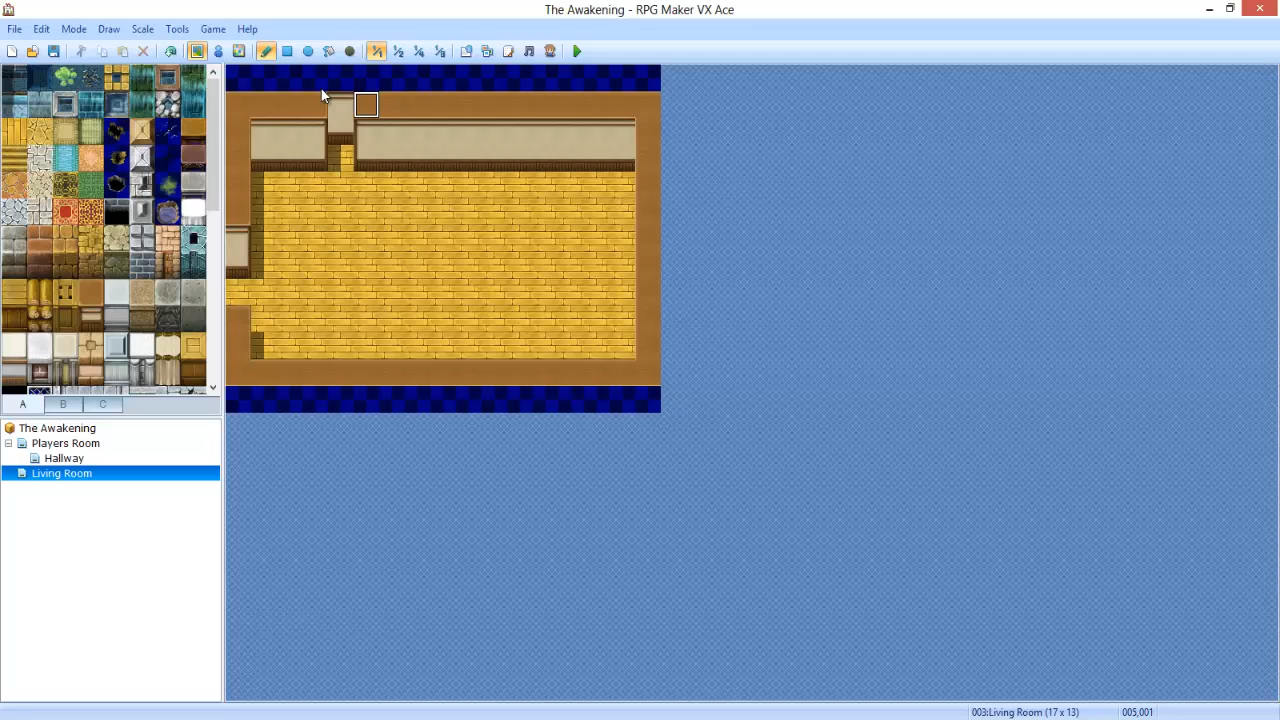 The Awakening - RPG Maker VX Ace
File Edit Mode Draw Scale Tools Game Help
A B C
The Awakening
Players Room
Hallway
Living Room
003:Living Room (17 x 13) 005,001